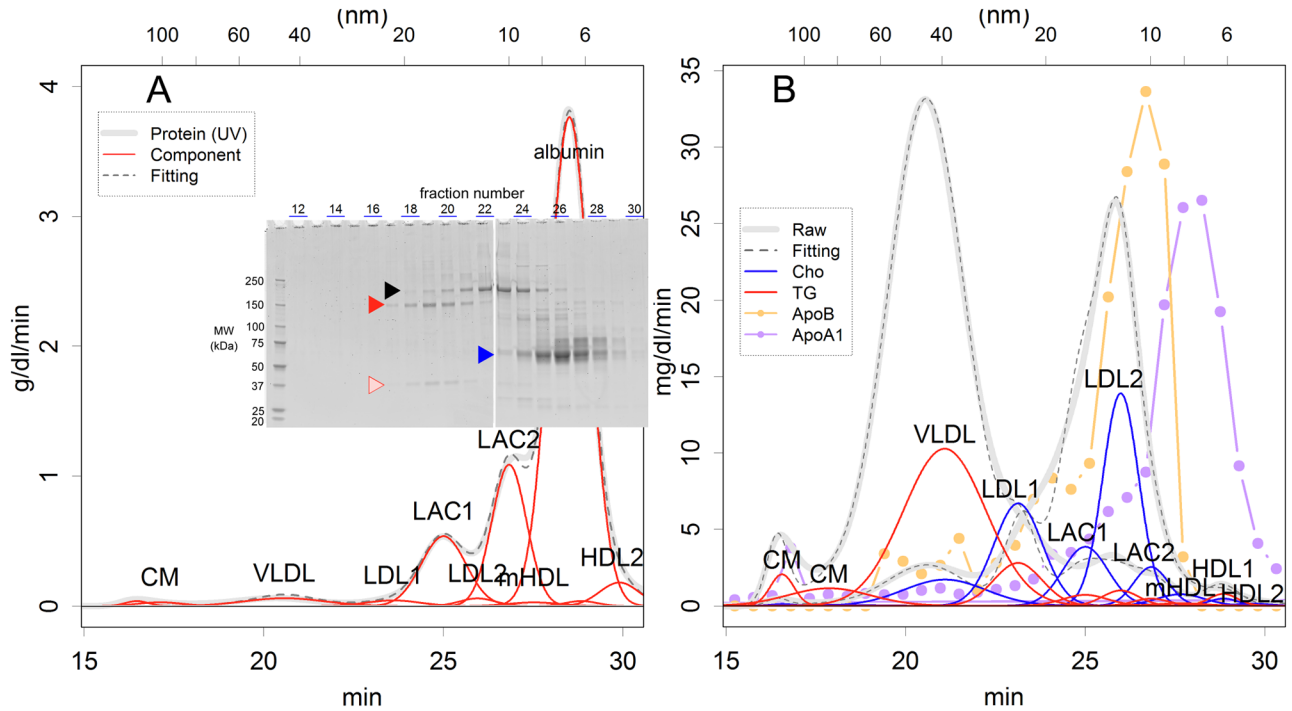 (nm)
100 60 40 20 10 6
A
4
3
2
1
0
g/dl/min
Protein (UV)
Component
Fitting
albumin
fraction number
12 14 16 18 20 22 24 26 28 30
250
150
100
75
50
37
25
20
MW
(kDa)
LAC2
LAC1
CM VLDL LDL1 LDL2 mHDL HDL2
15 20 25 30
min
(nm)
100 60 40 20 10 6
B
35
30
25
20
15
10
5
0
mg/dl/min
Raw
Fitting
Cho
TG
ApoB
ApoA1
LDL2
VLDL
LDL1
LAC1
LAC2
CM
CM
HDL1
mHDL
HDL2
15 20 25 30
min